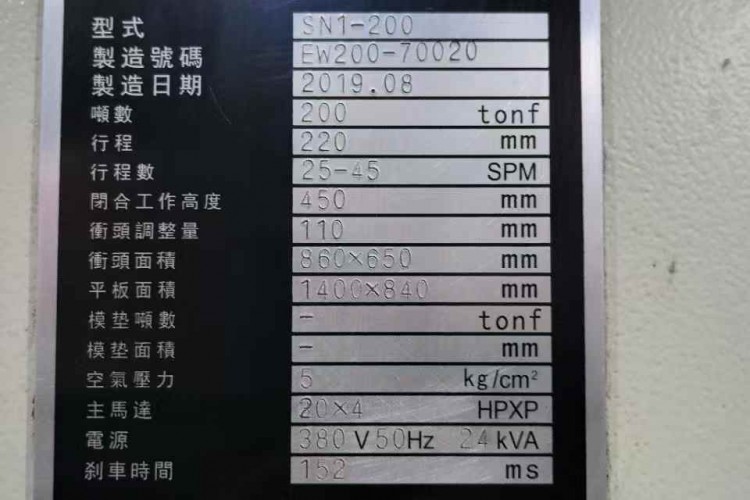 型式 SN1-200
製造號碼 EW200-70020
製造日期 2019.08
噸數 200 tonf
行程 220 mm
行程數 25-45 SPM
閉合工作高度 450 mm
衝頭調整量 110 mm
衝頭面積 860×650 mm
平板面積 1400×840 mm
模垫噸數 - tonf
模垫面積 - mm
空氣壓力 5 kg/cm²
主馬達 20×4 HPXP
電源 380 V 50Hz 24 kVA
刹車時間 152 ms